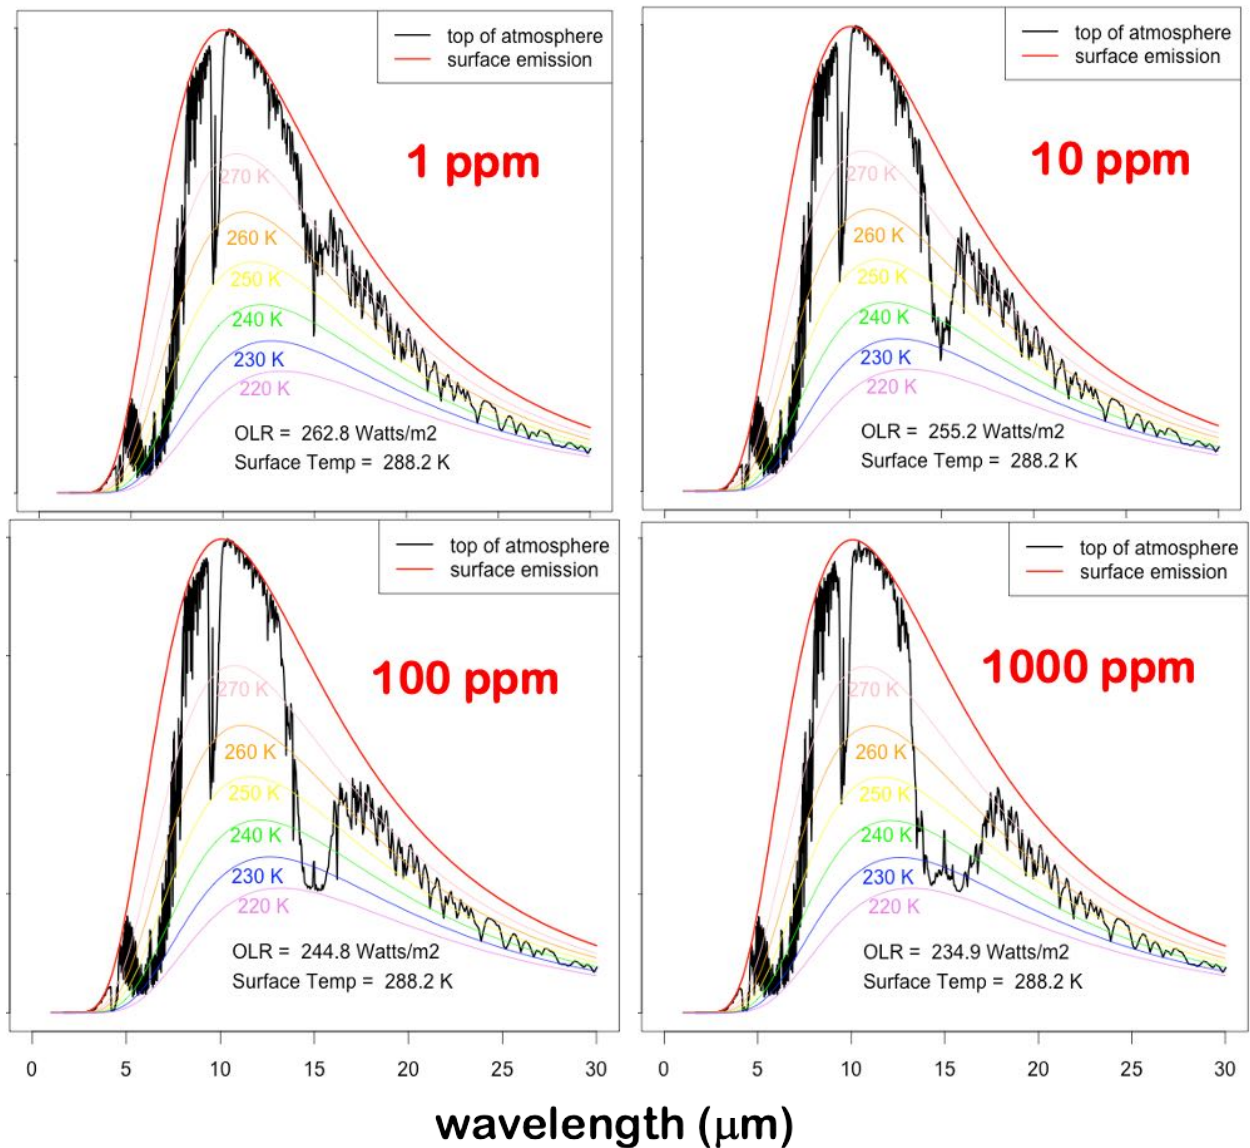 top of atmosphere
surface emission
1 ppm
270 K
260 K
250 K
240 K
230 K
220 K
OLR = 262.8 Watts/m2
Surface Temp = 288.2 K
top of atmosphere
surface emission
10 ppm
270 K
260 K
250 K
240 K
230 K
220 K
OLR = 255.2 Watts/m2
Surface Temp = 288.2 K
top of atmosphere
surface emission
100 ppm
270 K
260 K
250 K
240 K
230 K
220 K
OLR = 244.8 Watts/m2
Surface Temp = 288.2 K
0 5 10 15 20 25 30
top of atmosphere
surface emission
1000 ppm
270 K
260 K
250 K
240 K
230 K
220 K
OLR = 234.9 Watts/m2
Surface Temp = 288.2 K
0 5 10 15 20 25 30
wavelength (μm)